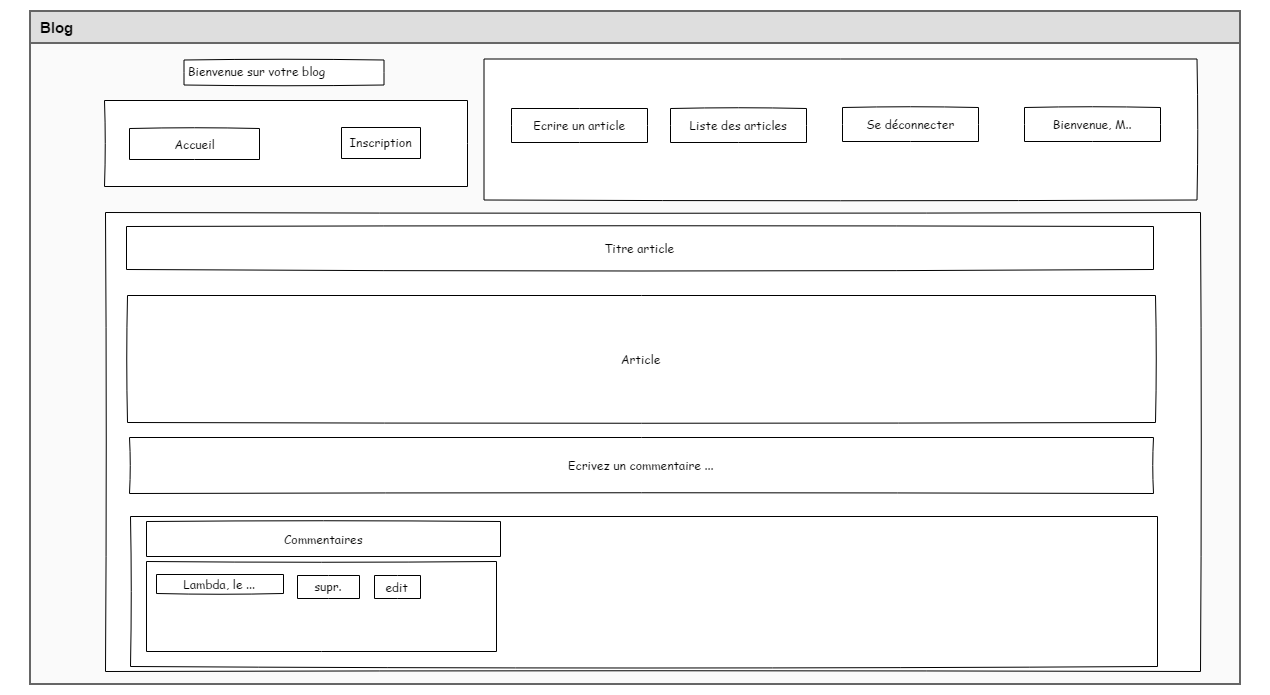 Blog
Bienvenue sur votre blog
Accueil
Inscription
Ecrire un article
Liste des articles
Se déconnecter
Bienvenue, M..
Titre article
Article
Ecrivez un commentaire ...
Commentaires
Lambda, le ...
supr.
edit